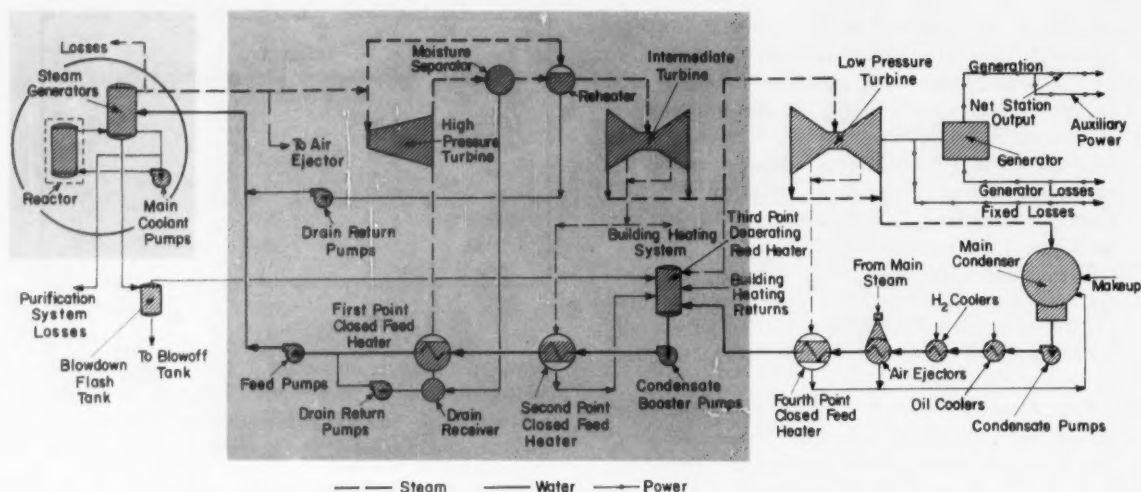 Losses
Steam
Generators
Reactor
Main
Coolant
Pumps
Purification
System
Losses
Blowdown
Flash
Tank
To Blowoff
Tank
To Air
Ejector
Moisture
Separator
Reheater
High
Pressure
Turbine
Intermediate
Turbine
Drain Return
Pumps
Building Heating
System
Third Point
Deaerating
Feed Heater
Building
Heating
Returns
First Point
Closed Feed
Heater
Feed Pumps
Drain Return
Pumps
Drain
Receiver
Second Point
Closed Feed
Heater
Condensate
Booster Pumps
Low Pressure
Turbine
Generation
Net Station
Output
Auxiliary
Power
Generator
Generator Losses
Fixed Losses
Main
Condenser
Makeup
From Main
Steam
H2 Coolers
Air Ejectors
Oil Coolers
Fourth Point
Closed Feed
Heater
Condensate Pumps
Steam Water Power